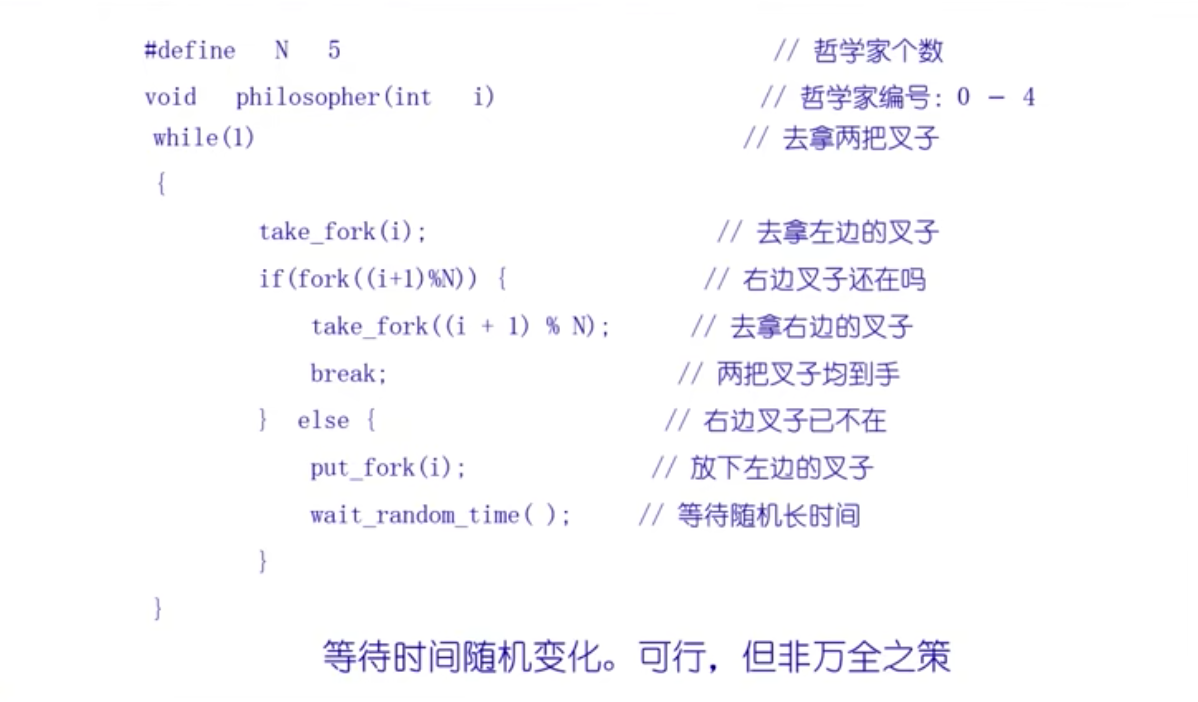 #define N 5 // 哲学家个数
void philosopher(int i) // 哲学家编号: 0 － 4
while(1) // 去拿两把叉子
{
take_fork(i); // 去拿左边的叉子
if(fork((i+1)%N)) { // 右边叉子还在吗
take_fork((i + 1) % N); // 去拿右边的叉子
break; // 两把叉子均到手
} else { // 右边叉子已不在
put_fork(i); // 放下左边的叉子
wait_random_time( ); // 等待随机长时间
}
}
等待时间随机变化。可行，但非万全之策